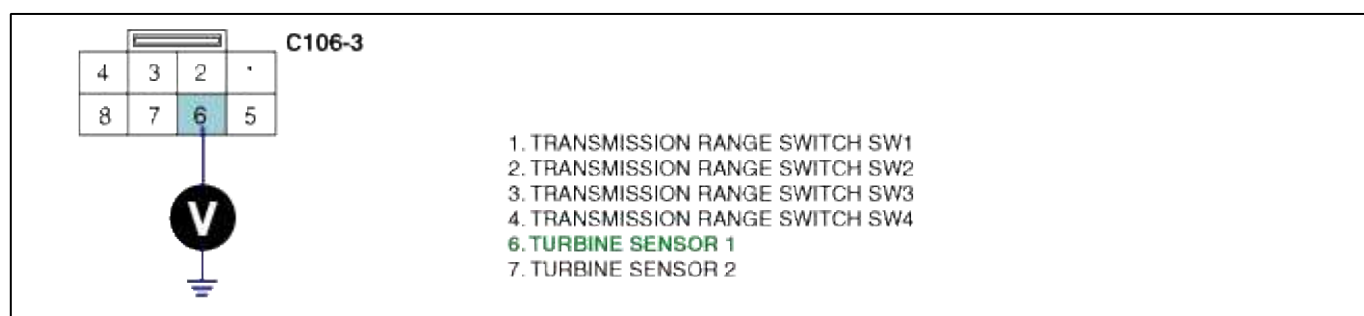 C106-3
4 3 2
8 7 6 5
V
1. TRANSMISSION RANGE SWITCH SW1
2. TRANSMISSION RANGE SWITCH SW2
3. TRANSMISSION RANGE SWITCH SW3
4. TRANSMISSION RANGE SWITCH SW4
6. TURBINE SENSOR 1
7. TURBINE SENSOR 2